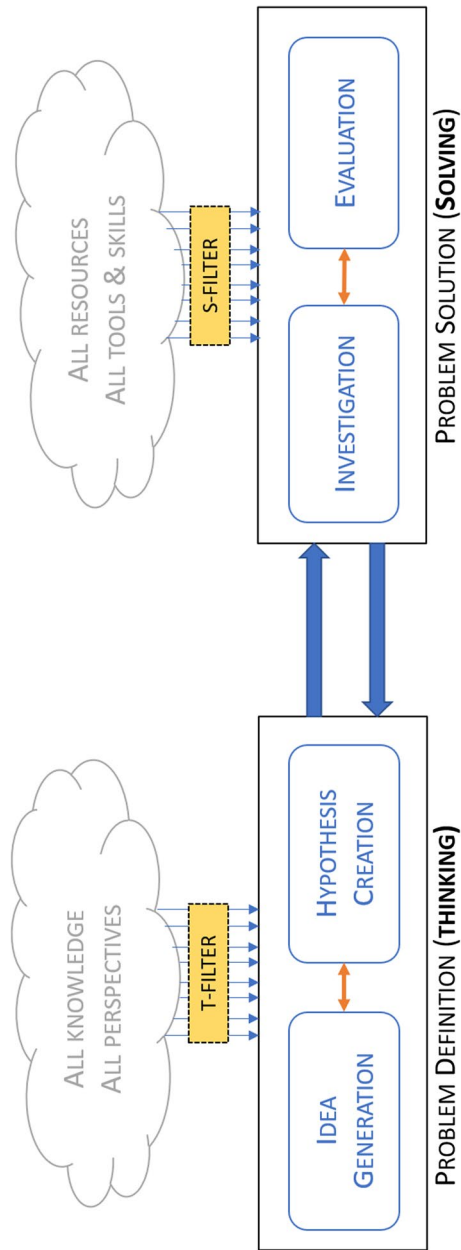 ALL KNOWLEDGE
ALL PERSPECTIVES
T-FILTER
IDEA
GENERATION
HYPOTHESIS
CREATION
PROBLEM DEFINITION (THINKING)
ALL RESOURCES
ALL TOOLS & SKILLS
S-FILTER
INVESTIGATION
EVALUATION
PROBLEM SOLUTION (SOLVING)